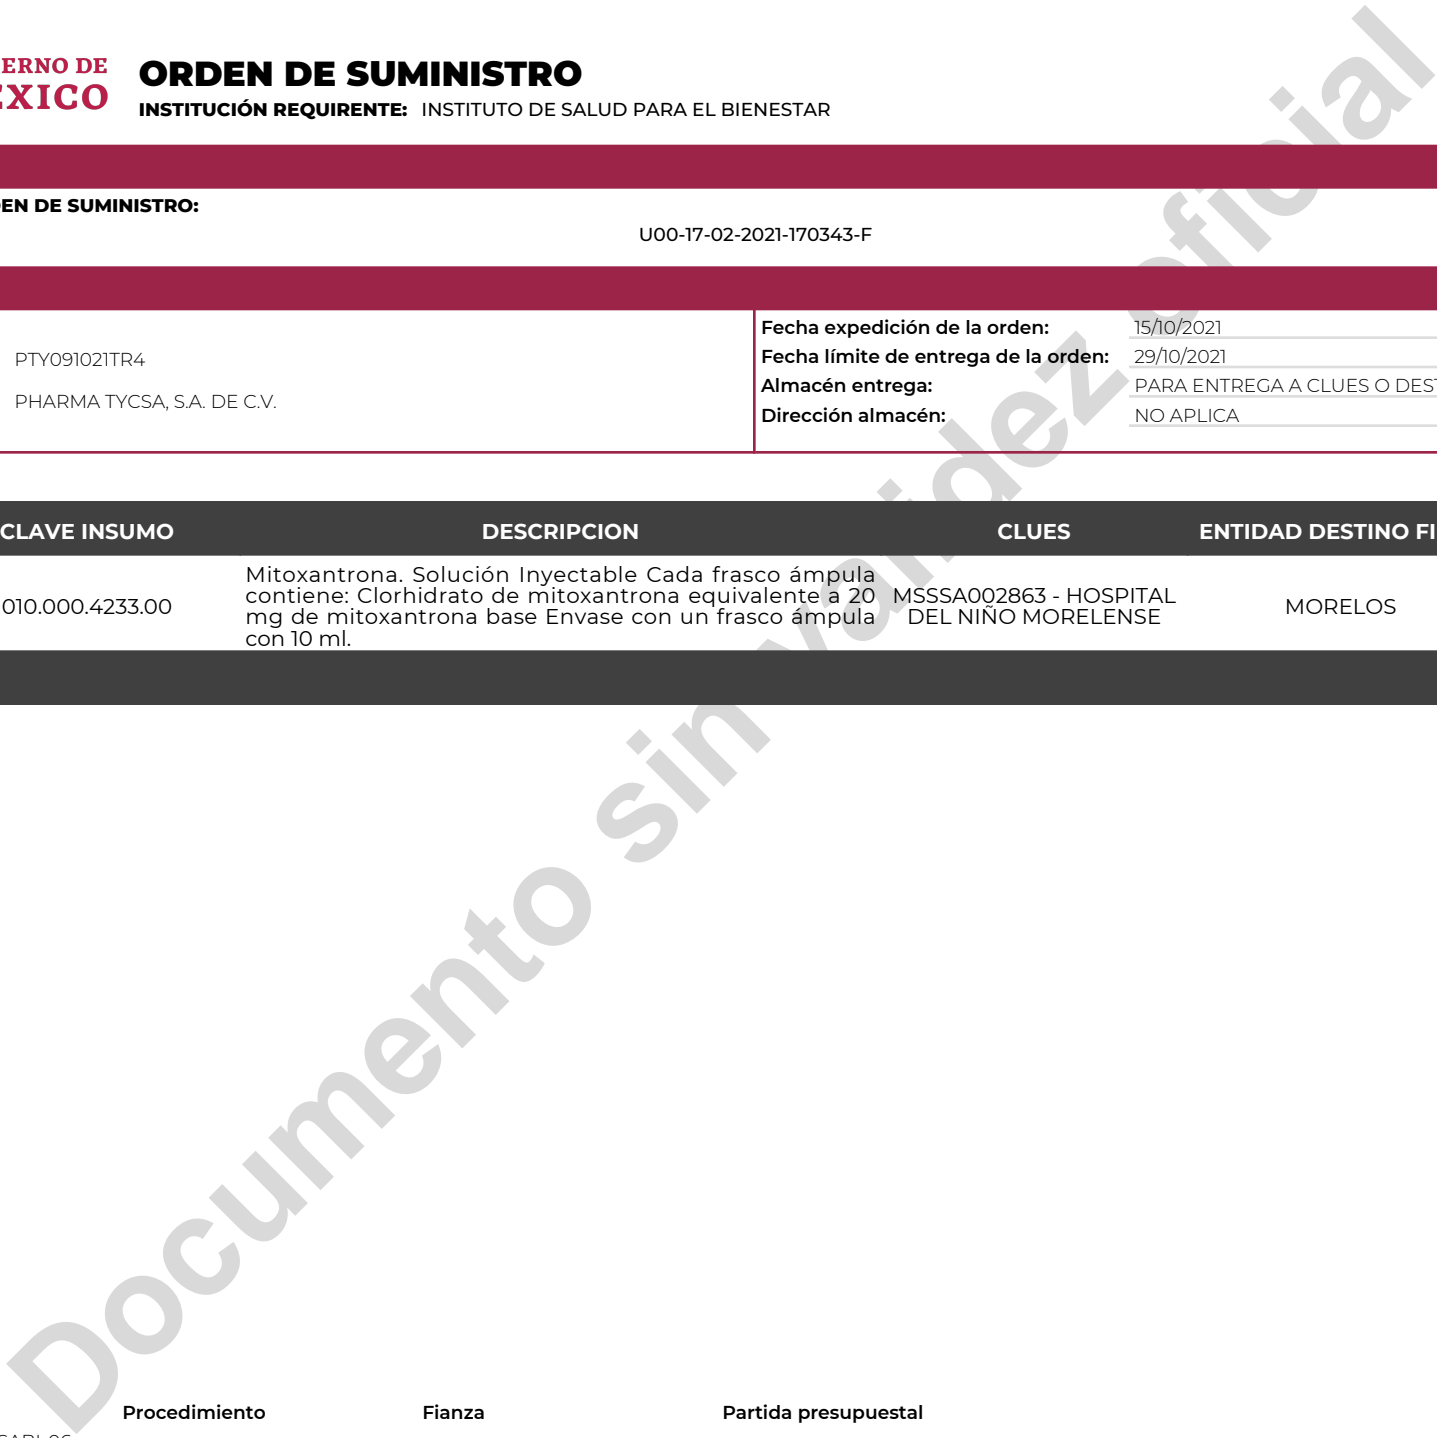 ERNO DE
ÉXICO
ORDEN DE SUMINISTRO
INSTITUCIÓN REQUIRENTE: INSTITUTO DE SALUD PARA EL BIENESTAR
EN DE SUMINISTRO:
U00-17-02-2021-170343-F
PTY091021TR4
PHARMA TYCSA, S.A. DE C.V.
Fecha expedición de la orden: 15/10/2021
Fecha límite de entrega de la orden: 29/10/2021
Almacén entrega: PARA ENTREGA A CLUES O DEST
Dirección almacén: NO APLICA
CLAVE INSUMO DESCRIPCION CLUES ENTIDAD DESTINO FI
010.000.4233.00
Mitoxantrona. Solución Inyectable Cada frasco ámpula
contiene: Clorhidrato de mitoxantrona equivalente a 20
mg de mitoxantrona base Envase con un frasco ámpula
con 10 ml.
MSSSA002863 - HOSPITAL
DEL NIÑO MORELENSE
MORELOS
Documento sin validez oficial
Procedimiento Fianza Partida presupuestal